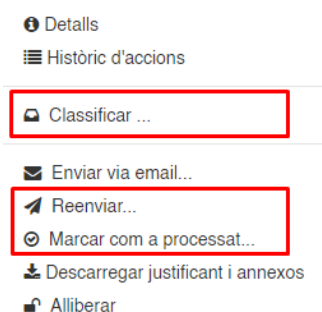 Detalls
Històric d'accions
Classificar ...
Enviar via email...
Reenviar...
Marcar com a processat...
Descarregar justificant i annexos
Alliberar